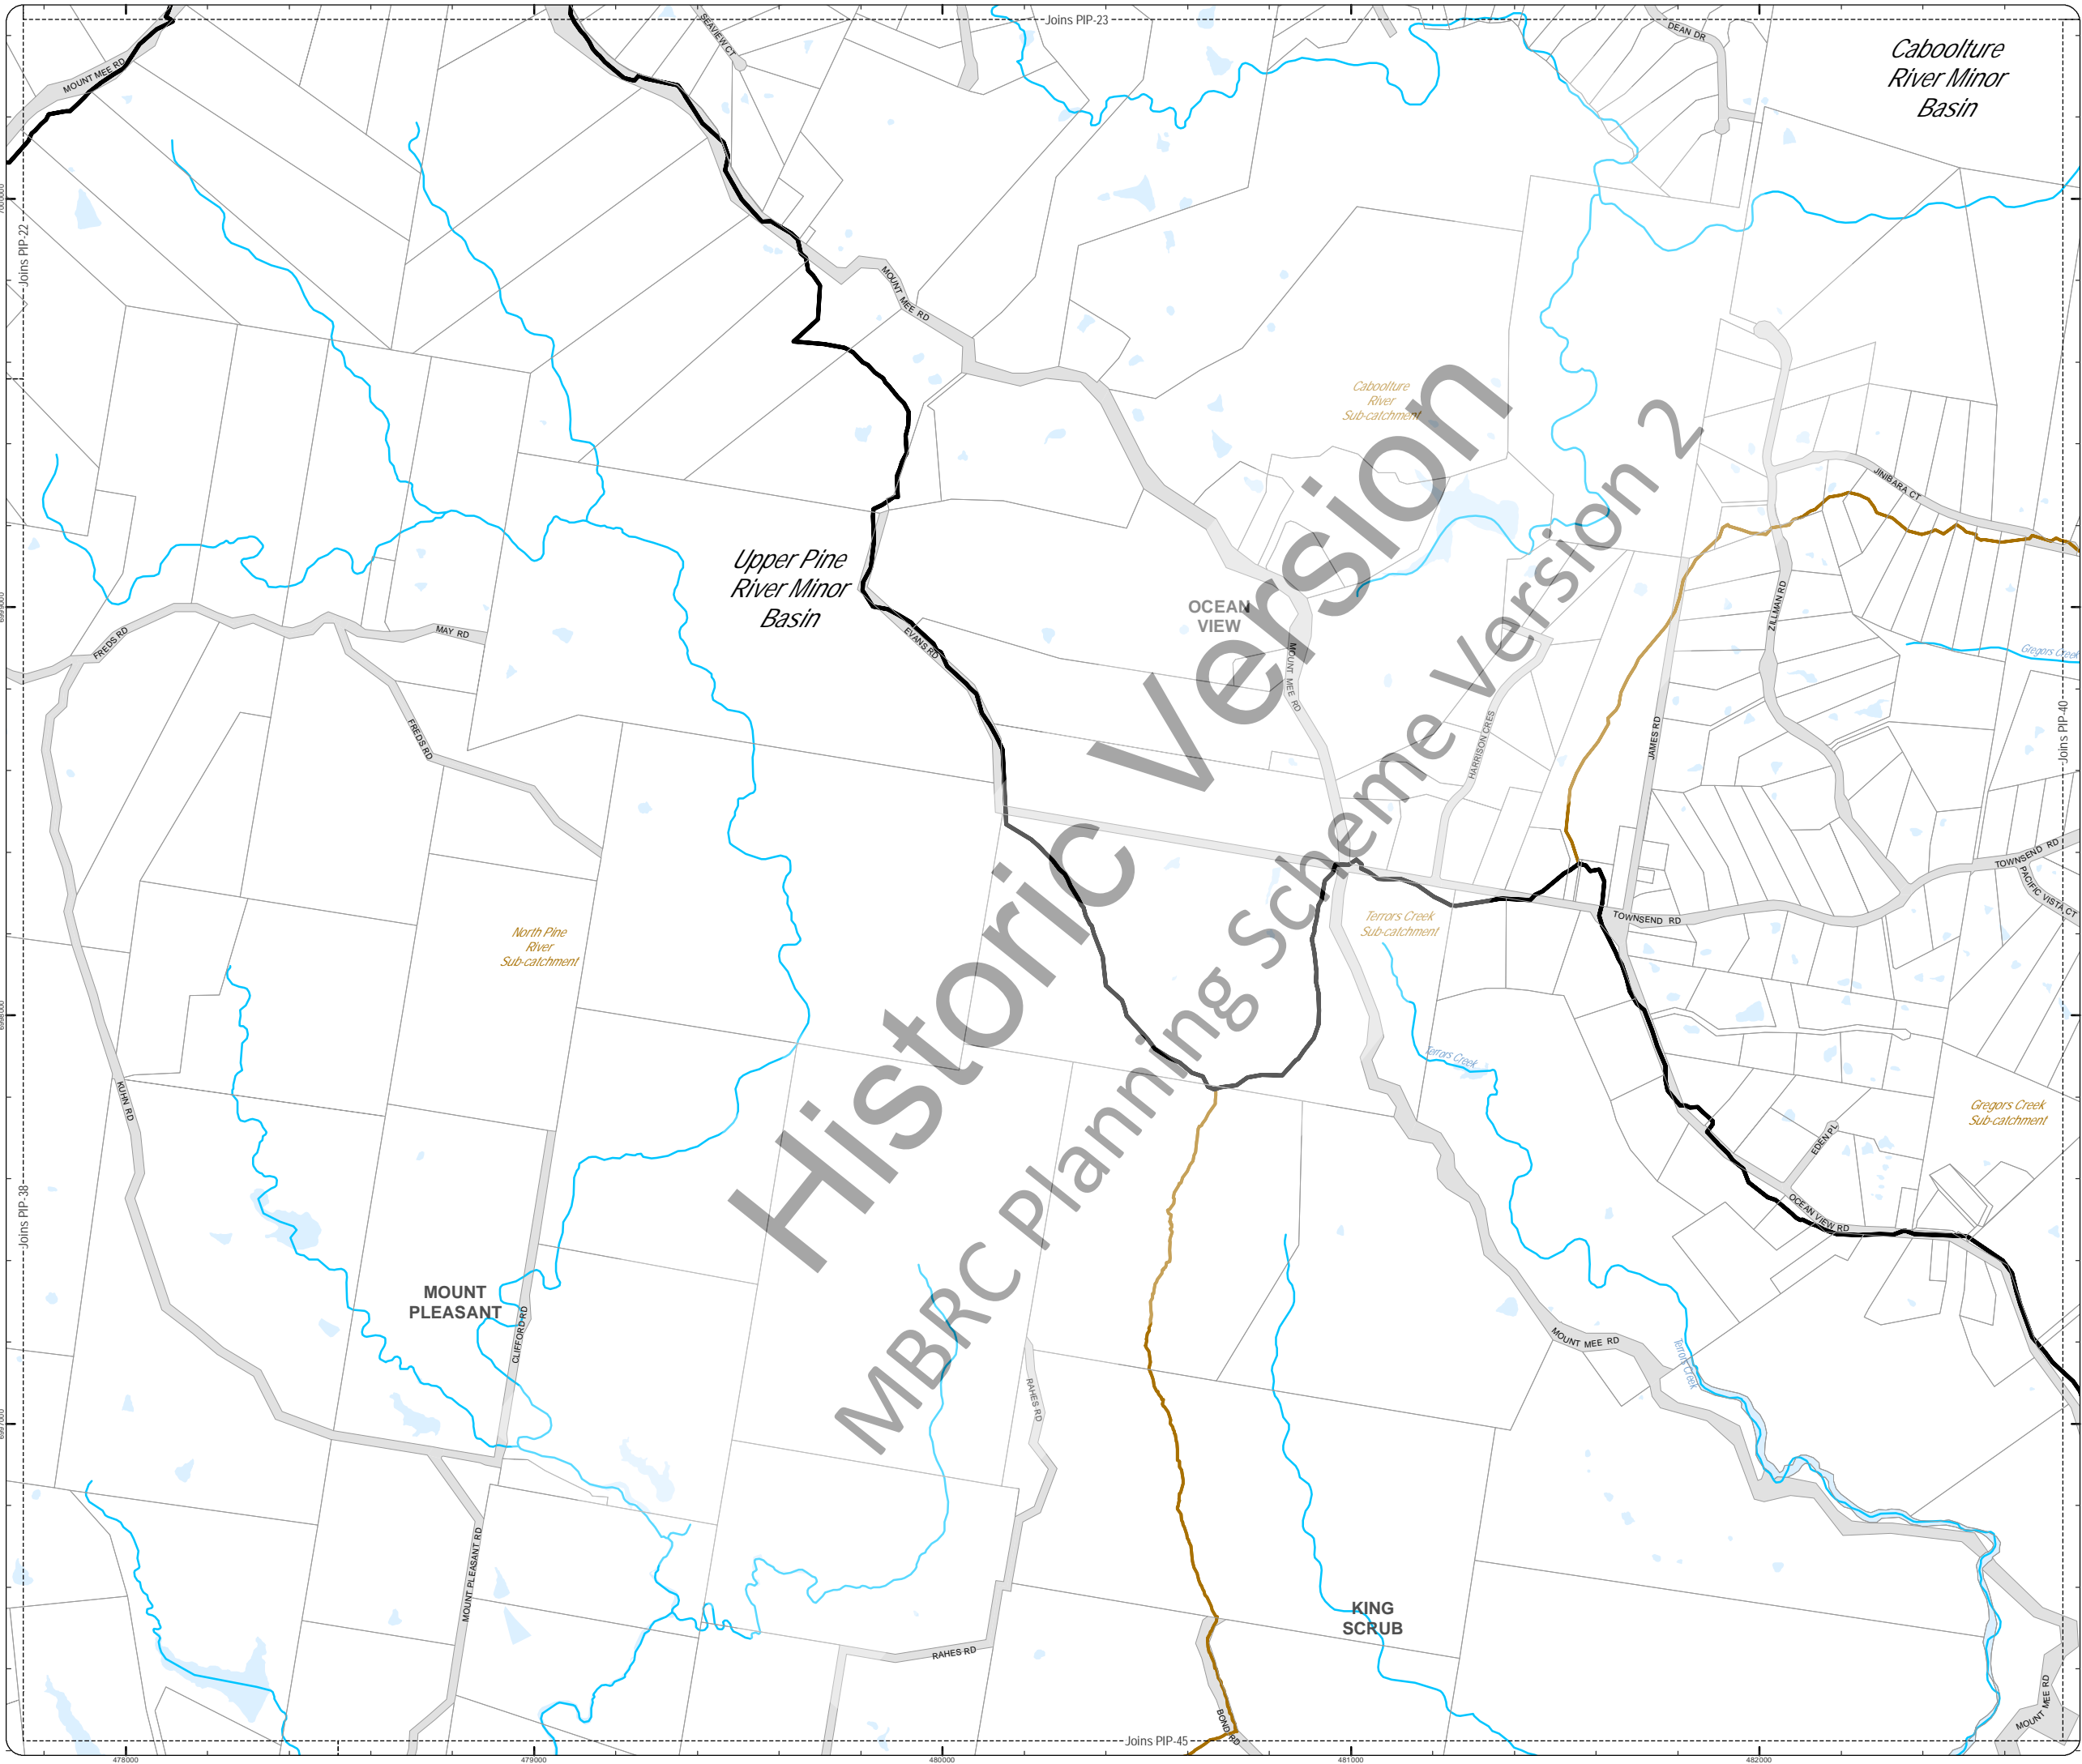 Joins PIP-23
SEAVIEW CT
DEAN DR
MOUNT MEE RD
Caboolture
River Minor
Basin
7000000
Joins PIP-22
MOUNT MEE RD
Caboolture
River
Sub-catchment
Historic Version
MBRC Planning Scheme Version 2
JINIBARA CT
Upper Pine
River Minor
Basin
OCEAN
VIEW
6999000
FREDS RD
MAY RD
EVANS RD
ZILLMAN RD
Gregors Creek
MOUNT MEE RD
FREDS RD
HARRISON CRES
JAMES RD
Joins PIP-40
TOWNSEND RD
PACIFIC VISTA CT
TOWNSEND RD
North Pine
River
Sub-catchment
Terrors Creek
Sub-catchment
6998000
Terrors Creek
KUHN RD
Gregors Creek
Sub-catchment
EDEN PL
OCEAN VIEW RD
Joins PIP-38
MOUNT
PLEASANT
CLIFFORD RD
MOUNT MEE RD
Terrors Creek
RAHES RD
6997000
MOUNT PLEASANT RD
KING
SCRUB
RAHES RD
BOND RD
MOUNT MEE RD
Joins PIP-45
478000
479000
480000
481000
482000